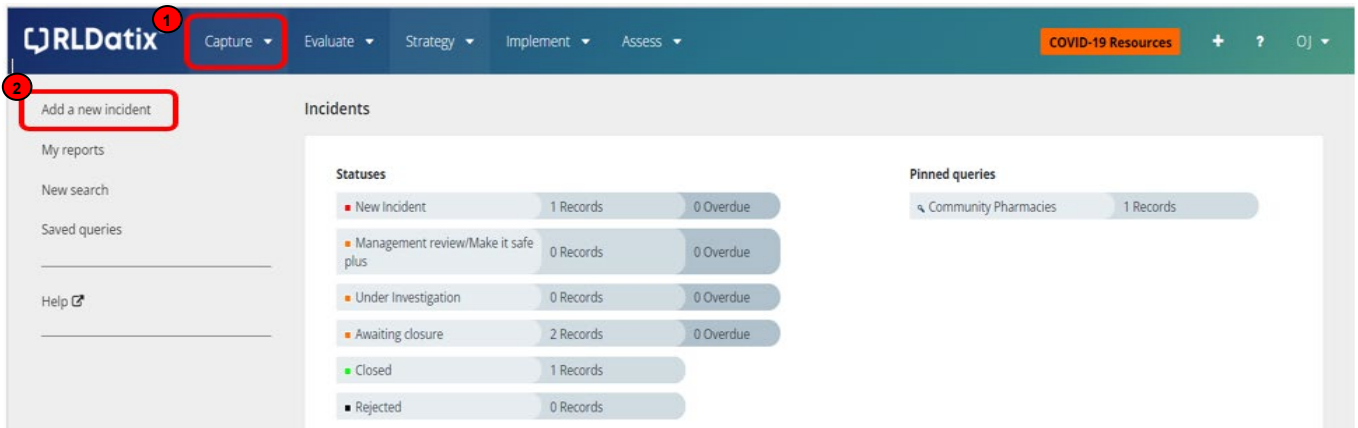 1
RLDatix Capture Evaluate Strategy Implement Assess COVID-19 Resources + ? OJ
2
Add a new incident
My reports
New search
Saved queries
Help
Incidents
Statuses
New Incident 1 Records 0 Overdue
Management review/Make it safe
plus 0 Records 0 Overdue
Under Investigation 0 Records 0 Overdue
Awaiting closure 2 Records 0 Overdue
Closed 1 Records
Rejected 0 Records
Pinned queries
Community Pharmacies 1 Records